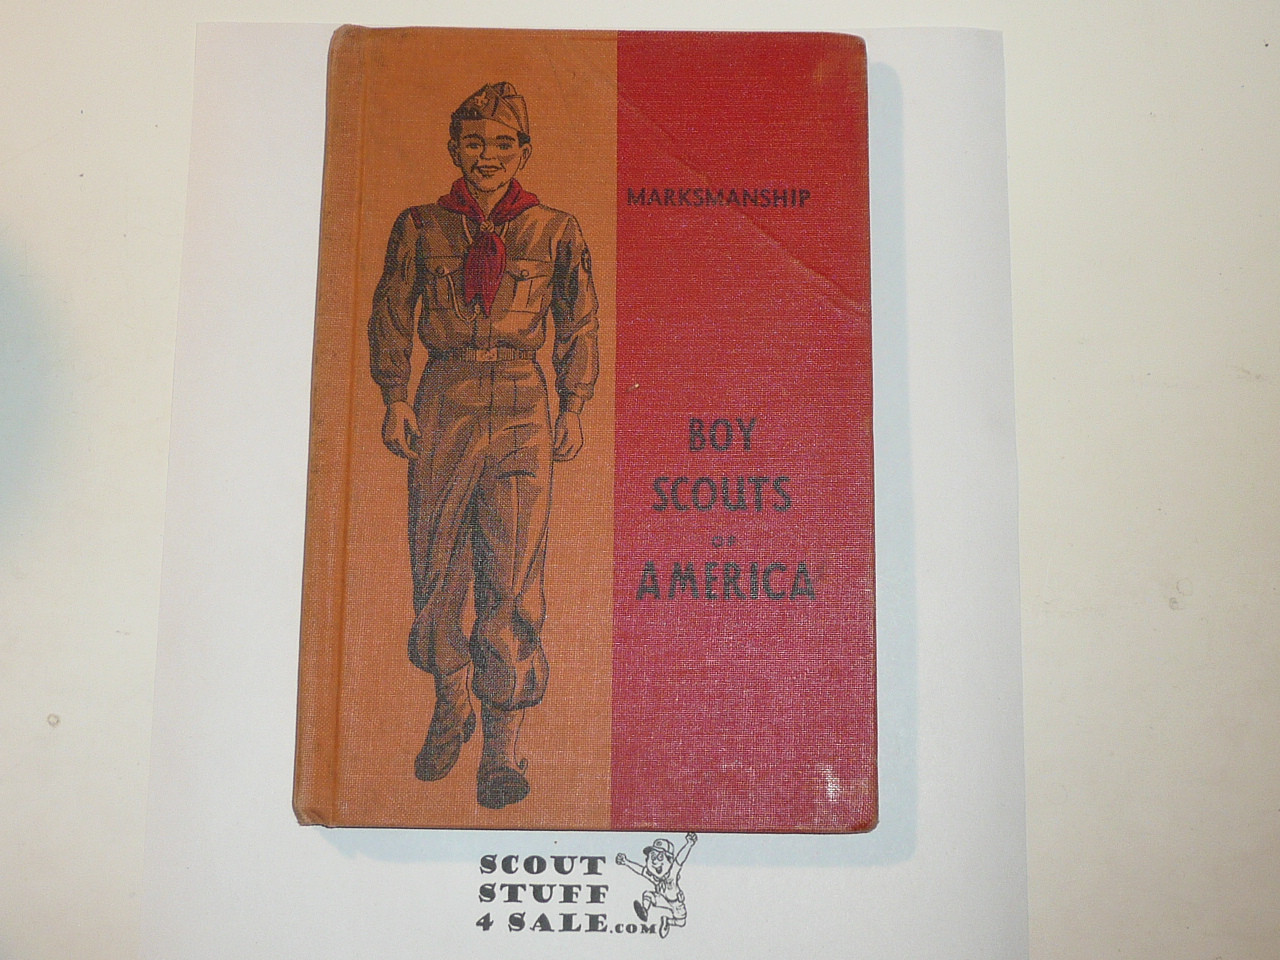 MARKSMANSHIP
BOY
SCOUTS
OF
AMERICA
SCOUT
STUFF
4 SALE.COM